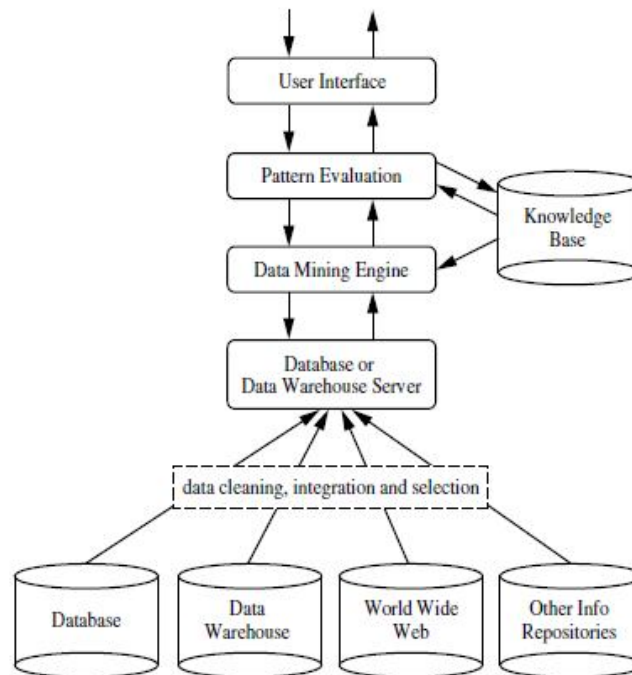 User Interface
Pattern Evaluation
Knowledge
Base
Data Mining Engine
Database or
Data Warehouse Server
data cleaning, integration and selection
Database
Data
Warehouse
World Wide
Web
Other Info
Repositories